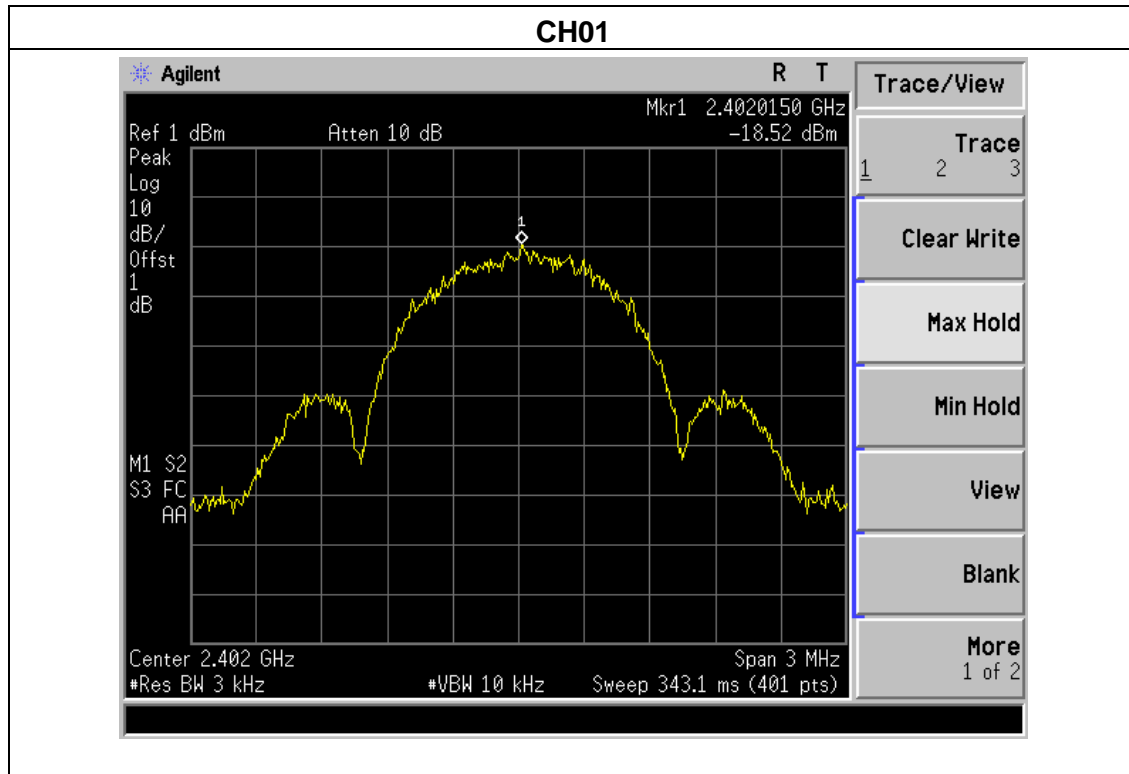 CH01
Agilent R T
Mkr1 2.4020150 GHz
Ref 1 dBm Atten 10 dB -18.52 dBm
Peak
Log
10
dB/
Offst
1
dB
1
M1 S2
S3 FC
AA
Center 2.402 GHz Span 3 MHz
#Res BW 3 kHz #VBW 10 kHz Sweep 343.1 ms (401 pts)
Trace/View
Trace
1 2 3
Clear Write
Max Hold
Min Hold
View
Blank
More
1 of 2